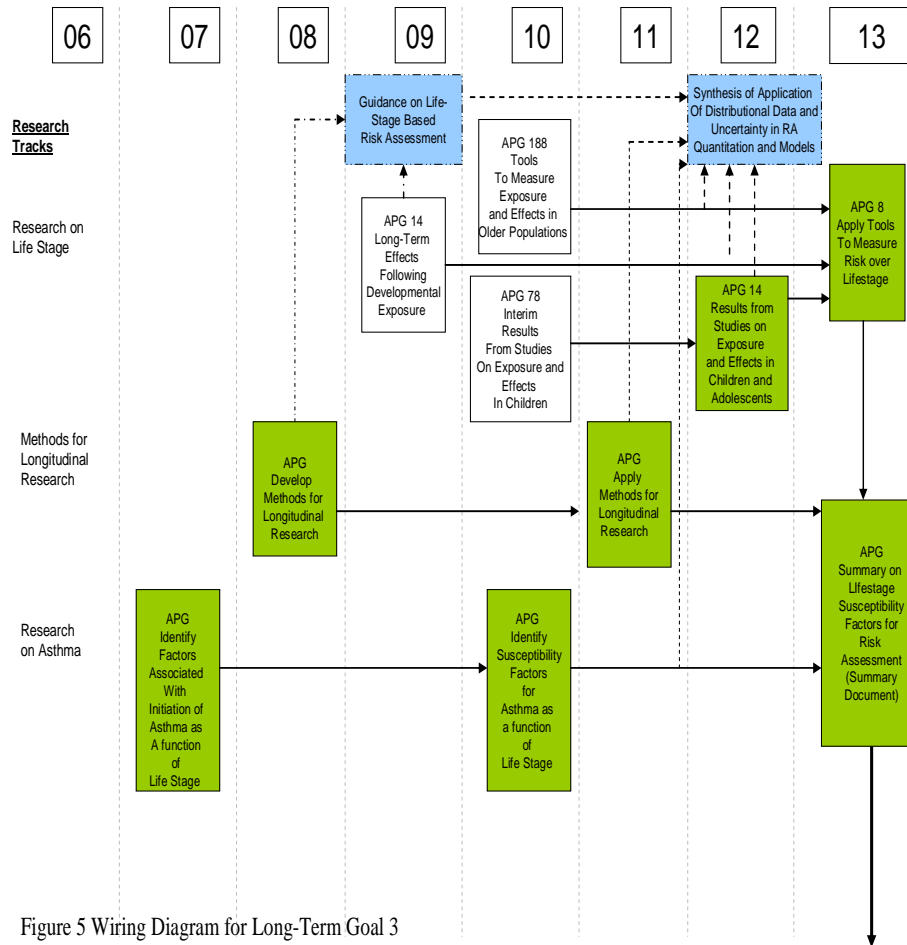 06 07 08 09 10 11 12 13
Research
Tracks
Guidance on Life-
Stage Based
Risk Assessment
Synthesis of Application
Of Distributional Data and
Uncertainty in RA
Quantitation and Models
Research on
Life Stage
APG 14
Long-Term
Effects
Following
Developmental
Exposure
APG 188
Tools
To Measure
Exposure
and Effects in
Older Populations
APG 78
Interim
Results
From Studies
On Exposure and
Effects
In Children
APG 14
Results from
Studies on
Exposure
and Effects in
Children and
Adolescents
APG 8
Apply Tools
To Measure
Risk over
Lifestage
Methods for
Longitudinal
Research
APG
Develop
Methods for
Longitudinal
Research
APG
Apply
Methods for
Longitudinal
Research
Research
on Asthma
APG
Identify
Factors
Associated
With
Initiation of
Asthma as
A function
of
Life Stage
APG
Identify
Susceptibility
Factors
for
Asthma as
a function
of
Life Stage
APG
Summary on
LIfestage
Susceptibility
Factors for
Risk
Assessment
(Summary
Document)
Figure 5 Wiring Diagram for Long-Term Goal 3